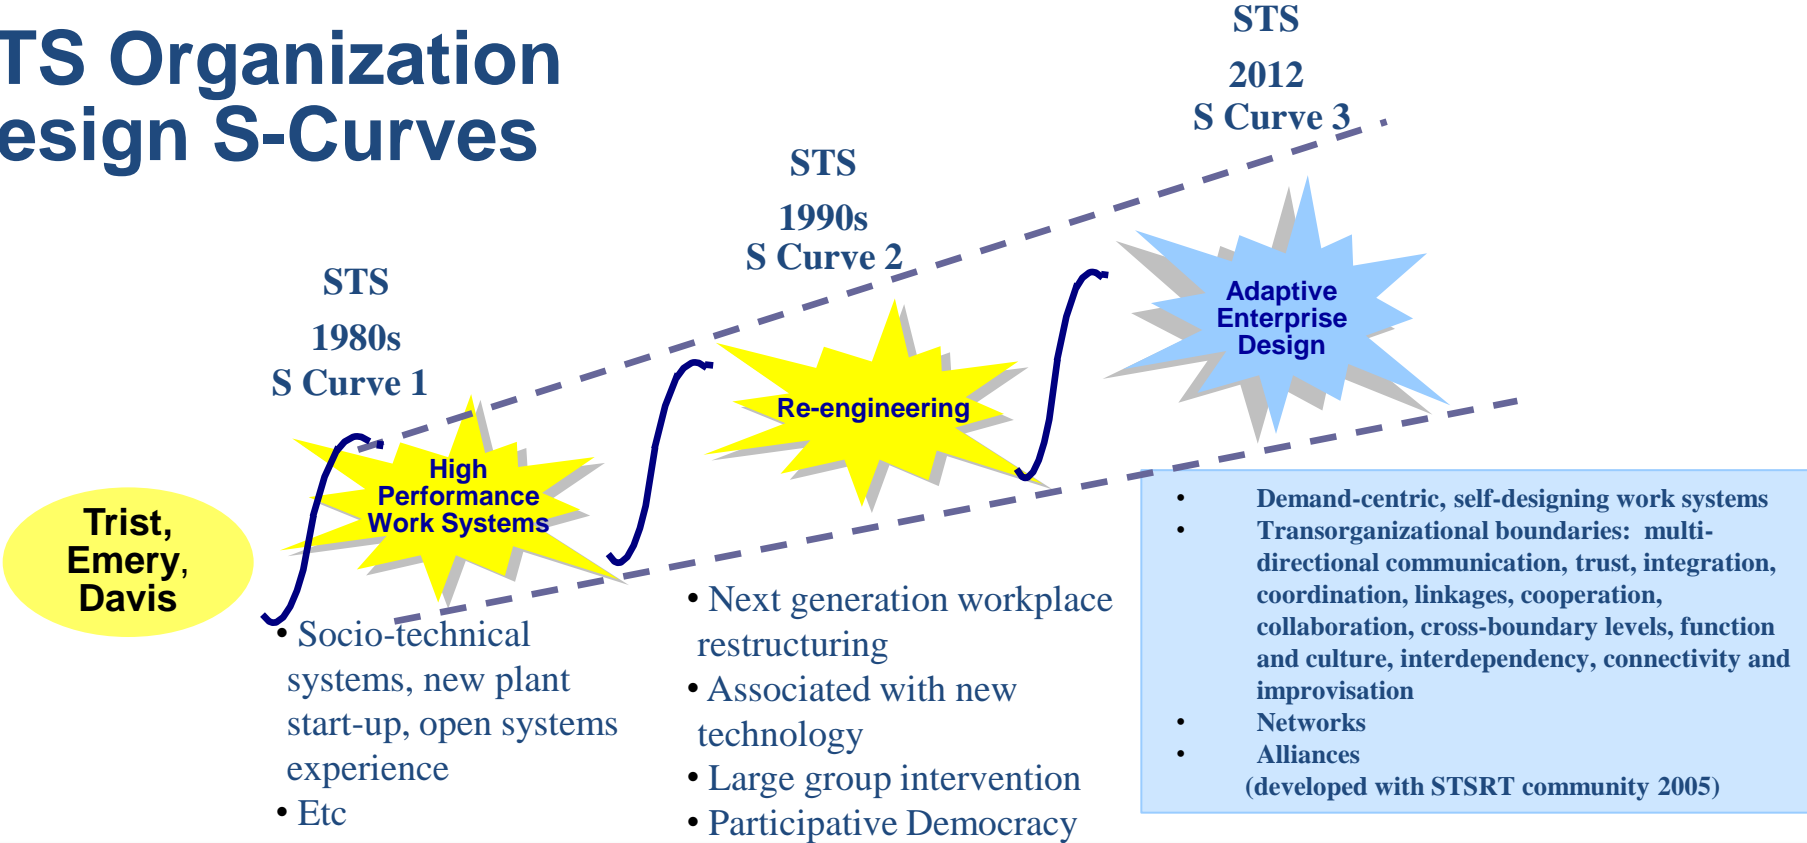 TS Organization
esign S-Curves
STS
2012
S Curve 3
STS
1990s
S Curve 2
STS
1980s
S Curve 1
Adaptive
Enterprise
Design
Re-engineering
High
Performance
Work Systems
Trist,
Emery,
Davis
• Socio-technical
systems, new plant
start-up, open systems
experience
• Etc
• Next generation workplace
restructuring
• Associated with new
technology
• Large group intervention
• Participative Democracy
• Demand-centric, self-designing work systems
• Transorganizational boundaries: multi-
directional communication, trust, integration,
coordination, linkages, cooperation,
collaboration, cross-boundary levels, function
and culture, interdependency, connectivity and
improvisation
• Networks
• Alliances
(developed with STSRT community 2005)